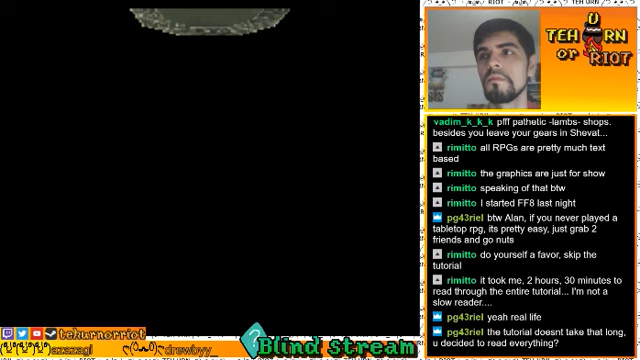 TEH URN
or RIOT
vadim_k_k_k pfff pathetic -lambs- shops.
besides you leave your gears in Shevat...
rimitto all RPGs are pretty much text
based
rimitto the graphics are just for show
rimitto speaking of that btw
rimitto I started FF8 last night
pg43riel btw Alan, if you never played a
tabletop rpg, its pretty easy, just grab 2
friends and go nuts
rimitto do yourself a favor, skip the
tutorial
rimitto it took me, 2 hours, 30 minutes to
read through the entire tutorial... I'm not a
slow reader....
pg43riel yeah real life
pg43riel the tutorial doesnt take that long,
u decided to read everything?
tehurnorriot
azazagi
drewbyy
Blind Stream